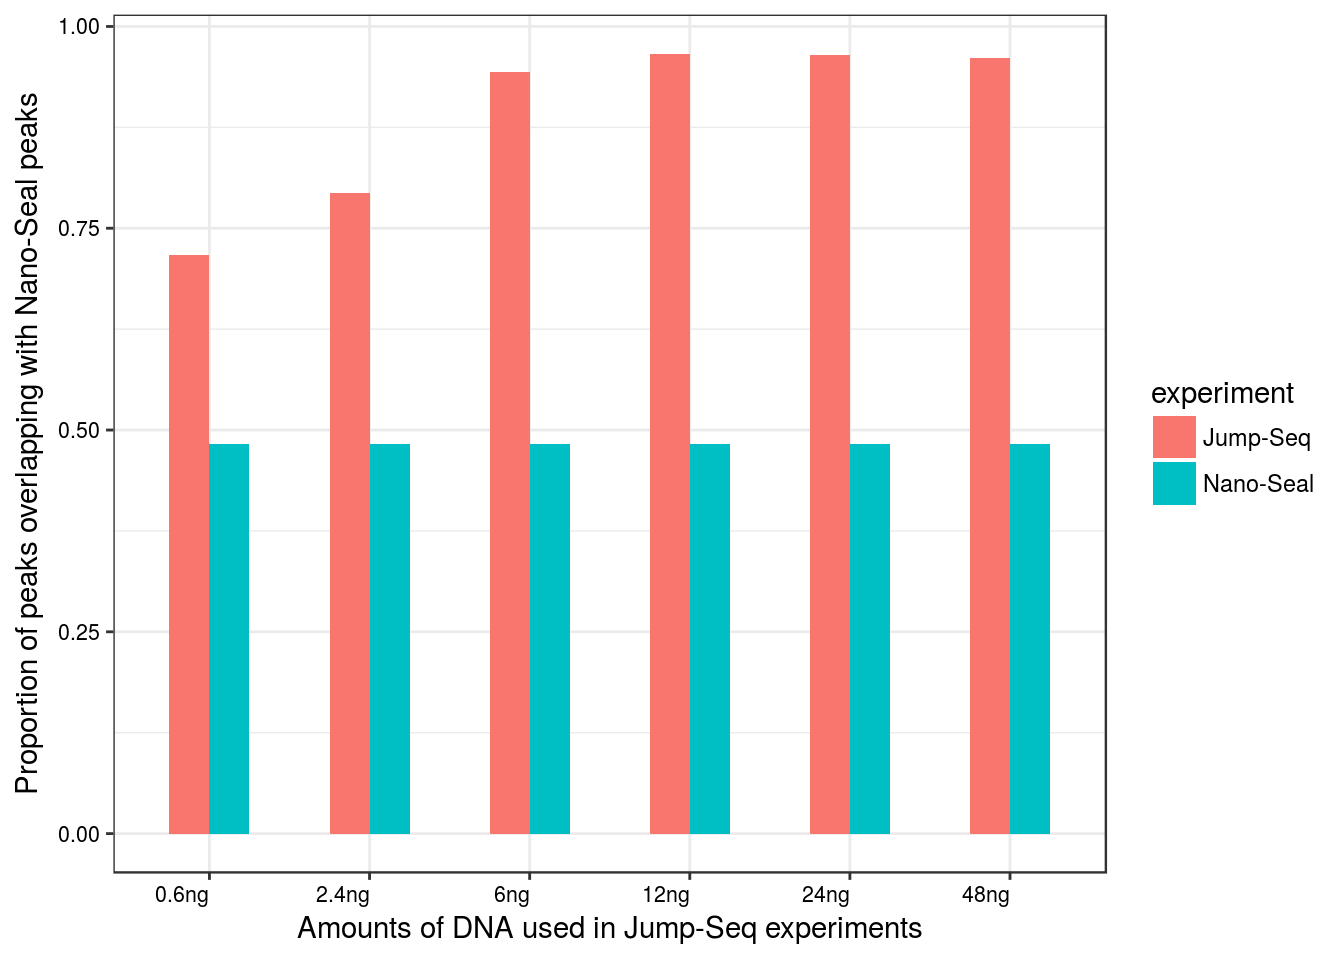 Proportion of peaks overlapping with Nano-Seal peaks
1.00
0.75
0.50
0.25
0.00
0.6ng 2.4ng 6ng 12ng 24ng 48ng
Amounts of DNA used in Jump-Seq experiments
experiment
Jump-Seq
Nano-Seal